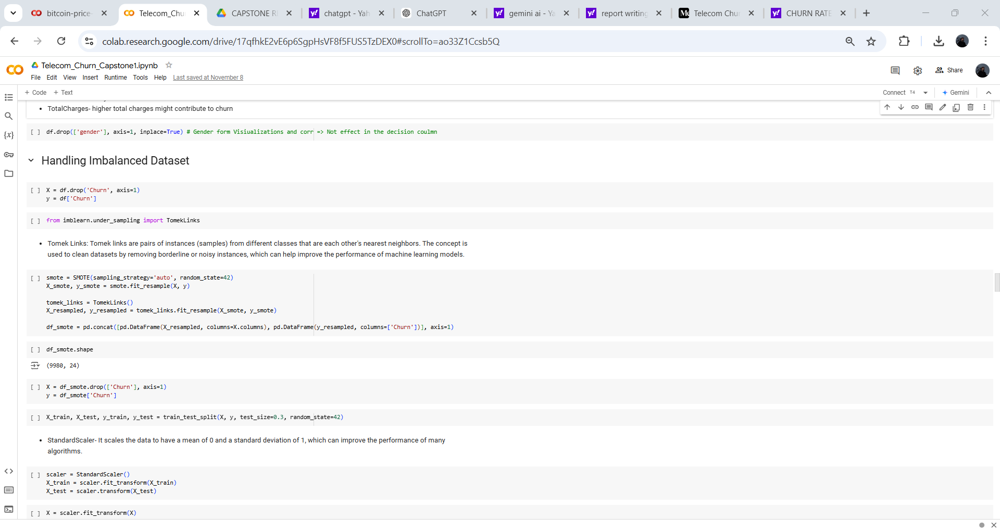 bitcoin-price-
Telecom_Chu
CAPSTONE R
chatgpt - Yah
ChatGPT
gemini ai - Ya
report writing
Telecom Chur
CHURN RATE
colab.research.google.com/drive/17qfhkE2vE6p6SgpHsVF8f5FUS5TzDEX0#scrollTo=ao33Z1Ccsb5Q
Telecom_Churn_Capstone1.ipynb
File Edit View Insert Runtime Tools Help Last saved at November 8
Share
+ Code + Text
Connect T4
Gemini
• TotalCharges- higher total charges might contribute to churn
[ ] df.drop(['gender'], axis=1, inplace=True) # Gender form Visiualizations and corr => Not effect in the decision coulmn
Handling Imbalanced Dataset
[ ] X = df.drop('Churn', axis=1)
y = df['Churn']
[ ] from imblearn.under_sampling import TomekLinks
• Tomek Links: Tomek links are pairs of instances (samples) from different classes that are each other's nearest neighbors. The concept is
used to clean datasets by removing borderline or noisy instances, which can help improve the performance of machine learning models.
[ ] smote = SMOTE(sampling_strategy='auto', random_state=42)
X_smote, y_smote = smote.fit_resample(X, y)
tomek_links = TomekLinks()
X_resampled, y_resampled = tomek_links.fit_resample(X_smote, y_smote)
df_smote = pd.concat([pd.DataFrame(X_resampled, columns=X.columns), pd.DataFrame(y_resampled, columns=['Churn'])], axis=1)
[ ] df_smote.shape
(9980, 24)
[ ] X = df_smote.drop(['Churn'], axis=1)
y = df_smote['Churn']
[ ] X_train, X_test, y_train, y_test = train_test_split(X, y, test_size=0.3, random_state=42)
• StandardScaler- It scales the data to have a mean of 0 and a standard deviation of 1, which can improve the performance of many
algorithms.
[ ] scaler = StandardScaler()
X_train = scaler.fit_transform(X_train)
X_test = scaler.transform(X_test)
[ ] X = scaler.fit_transform(X)